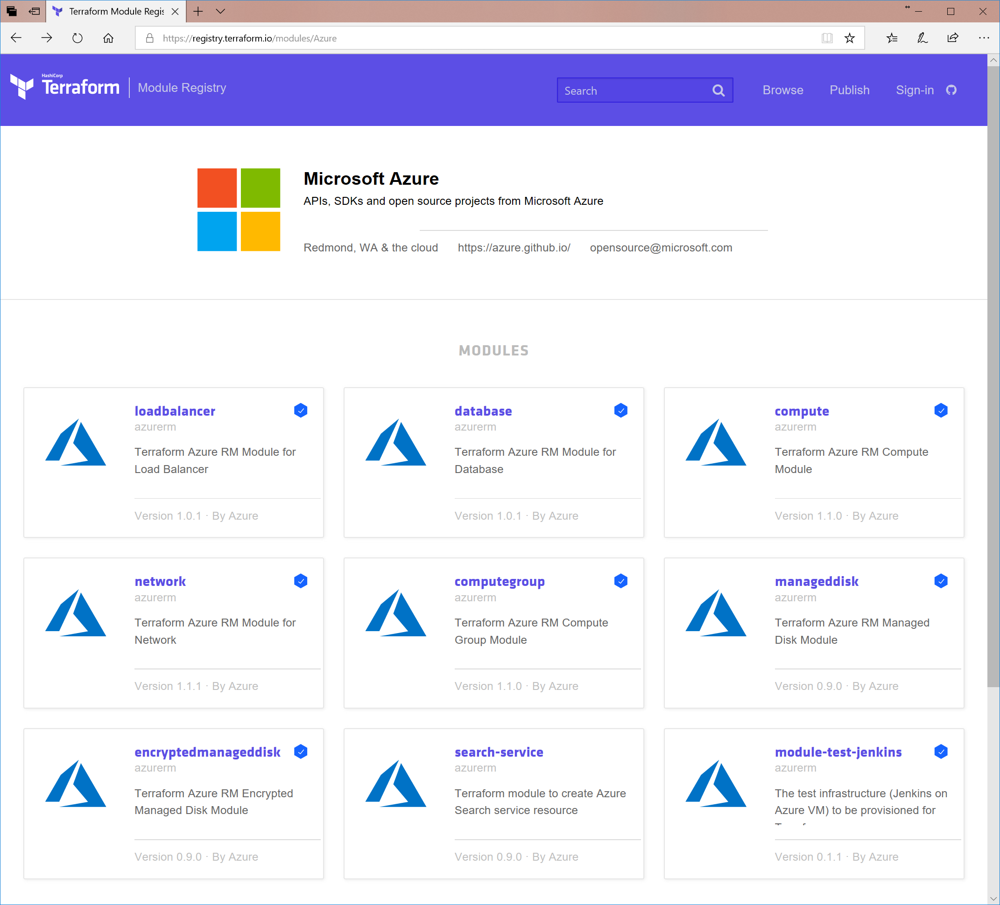 Terraform Module Regis
https://registry.terraform.io/modules/Azure
HashiCorp
Terraform
Module Registry
Search
Browse
Publish
Sign-in
Microsoft Azure
APIs, SDKs and open source projects from Microsoft Azure
Redmond, WA & the cloud
https://azure.github.io/
opensource@microsoft.com
MODULES
loadbalancer
azurerm
Terraform Azure RM Module for
Load Balancer
Version 1.0.1 · By Azure
database
azurerm
Terraform Azure RM Module for
Database
Version 1.0.1 · By Azure
compute
azurerm
Terraform Azure RM Compute
Module
Version 1.1.0 · By Azure
network
azurerm
Terraform Azure RM Module for
Network
Version 1.1.1 · By Azure
computegroup
azurerm
Terraform Azure RM Compute
Group Module
Version 1.1.0 · By Azure
manageddisk
azurerm
Terraform Azure RM Managed
Disk Module
Version 0.9.0 · By Azure
encryptedmanageddisk
azurerm
Terraform Azure RM Encrypted
Managed Disk Module
Version 0.9.0 · By Azure
search-service
azurerm
Terraform module to create Azure
Search service resource
Version 0.9.0 · By Azure
module-test-jenkins
azurerm
The test infrastructure (Jenkins on
Azure VM) to be provisioned for
Version 0.1.1 · By Azure